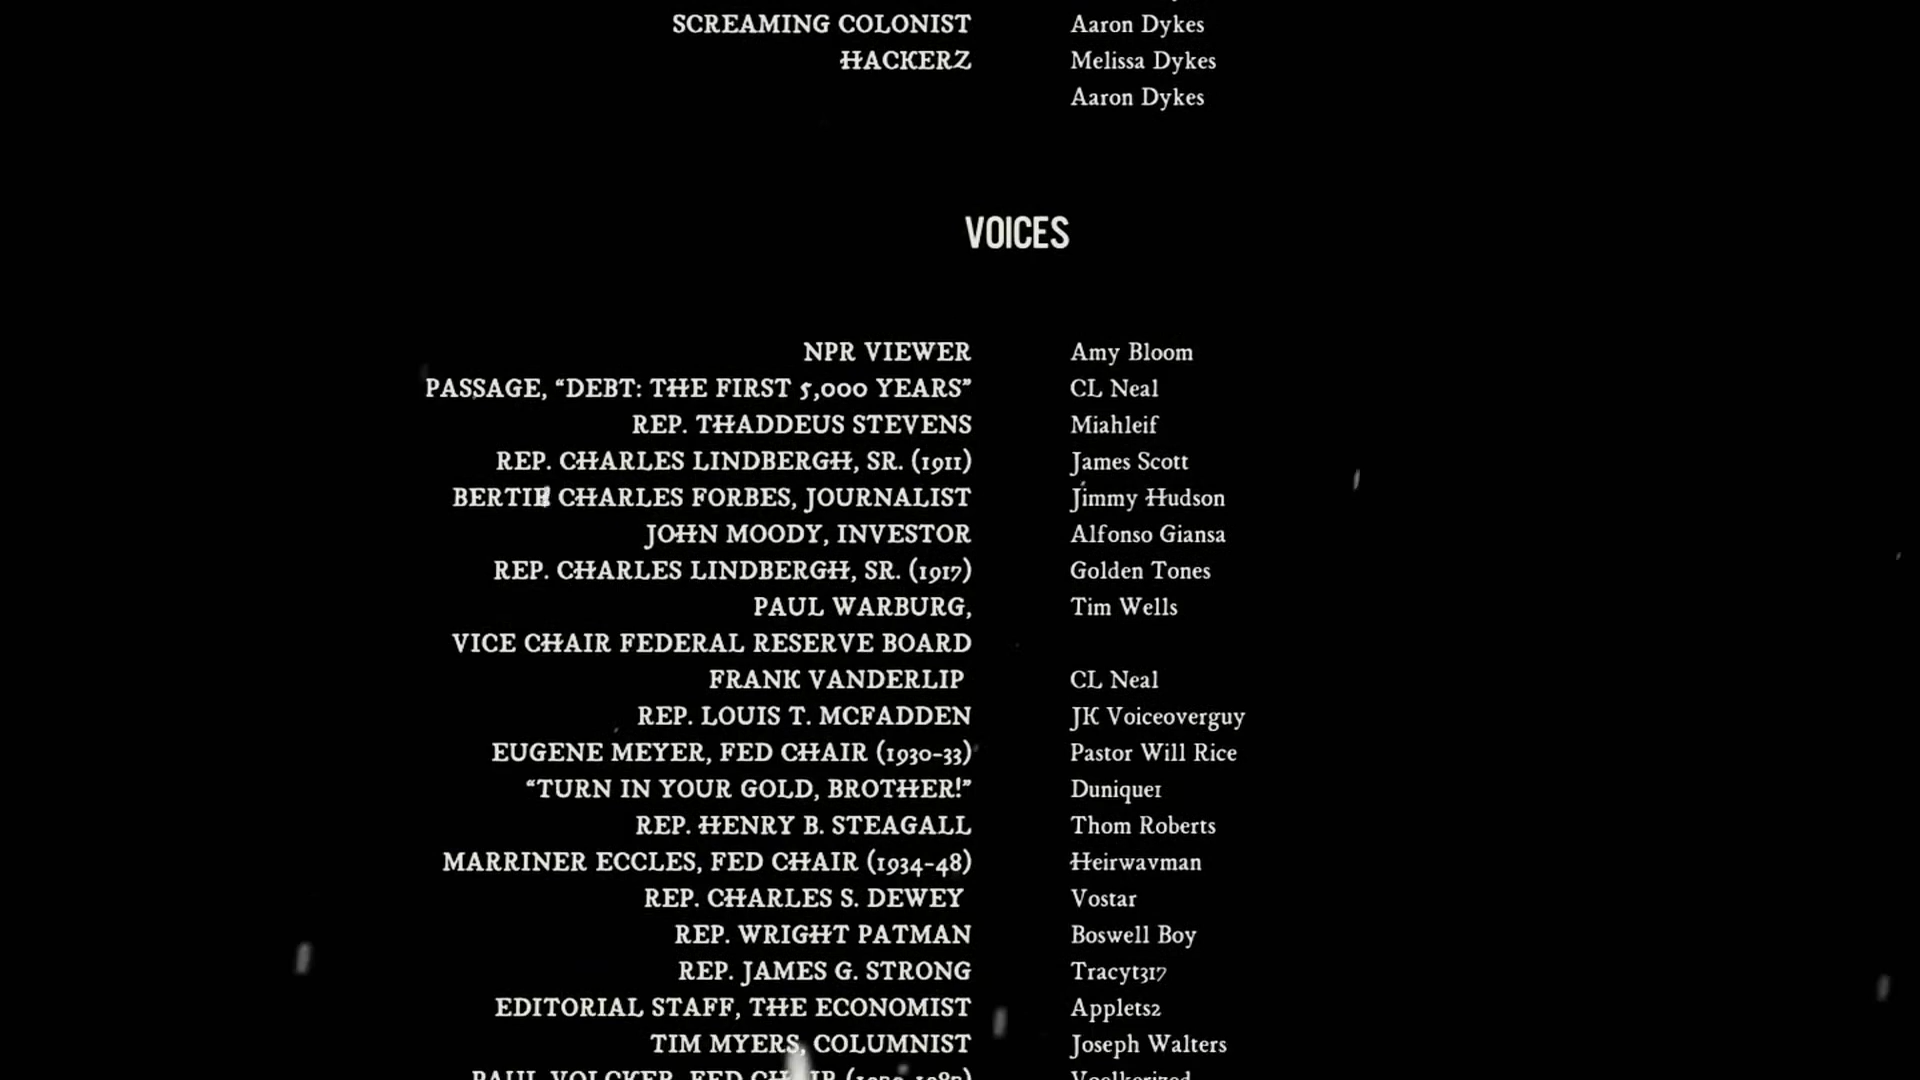 SCREAMING COLONIST Aaron Dykes
HACKERZ Melissa Dykes
Aaron Dykes
VOICES
NPR VIEWER Amy Bloom
PASSAGE, “DEBT: THE FIRST 5,000 YEARS” CL Neal
REP. THADDEUS STEVENS Miahleif
REP. CHARLES LINDBERGH, SR. (1911) James Scott
BERTIE CHARLES FORBES, JOURNALIST Jimmy Hudson
JOHN MOODY, INVESTOR Alfonso Giansa
REP. CHARLES LINDBERGH, SR. (1917) Golden Tones
PAUL WARBURG, Tim Wells
VICE CHAIR FEDERAL RESERVE BOARD
FRANK VANDERLIP CL Neal
REP. LOUIS T. MCFADDEN JK Voiceoverguy
EUGENE MEYER, FED CHAIR (1930-33) Pastor Will Rice
“TURN IN YOUR GOLD, BROTHER!” Dunique1
REP. HENRY B. STEAGALL Thom Roberts
MARRINER ECCLES, FED CHAIR (1934-48) Heirwavman
REP. CHARLES S. DEWEY Vostar
REP. WRIGHT PATMAN Boswell Boy
REP. JAMES G. STRONG Tracyt317
EDITORIAL STAFF, THE ECONOMIST Applets2
TIM MYERS, COLUMNIST Joseph Walters
PAUL VOLCKER, FED CHAIR